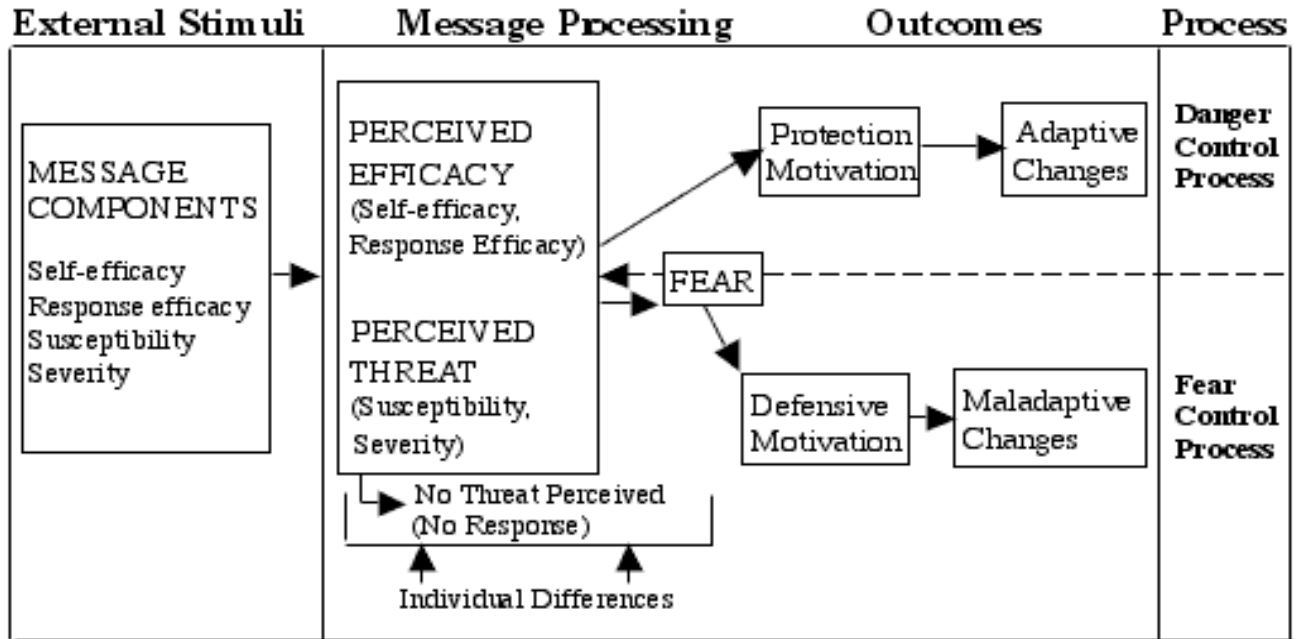 External Stimuli
Message Processing
Outcomes
Process
MESSAGE
COMPONENTS
Self-efficacy
Response efficacy
Susceptibility
Severity
PERCEIVED
EFFICACY
(Self-efficacy,
Response Efficacy)
PERCEIVED
THREAT
(Susceptibility,
Severity)
No Threat Perceived
(No Response)
Individual Differences
FEAR
Protection
Motivation
Adaptive
Changes
Defensive
Motivation
Maladaptive
Changes
Danger
Control
Process
Fear
Control
Process